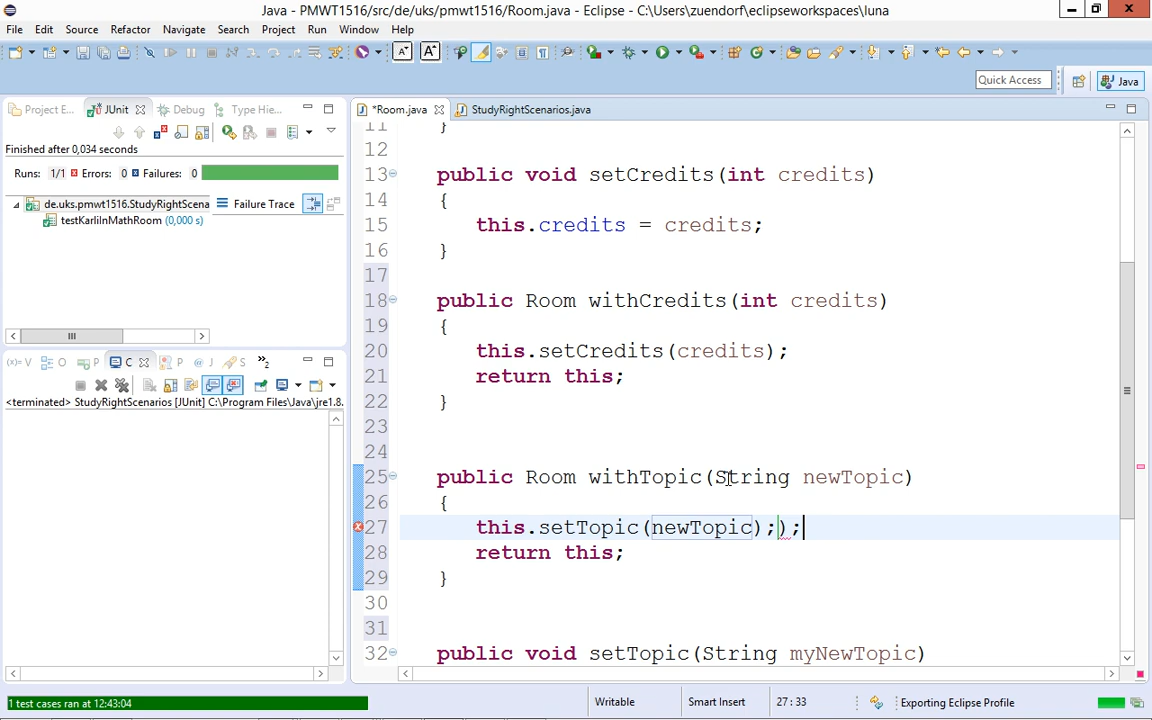 Java - PMWT1516/src/de/uks/pmwt1516/Room.java - Eclipse - C:\Users\zuendorf\eclipseworkspaces\luna
File Edit Source Refactor Navigate Search Project Run Window Help
Quick Access Java
Project E... JUnit Debug Type Hie... *Room.java StudyRightScenarios.java
Finished after 0,034 seconds
Runs: 1/1 Errors: 0 Failures: 0
de.uks.pmwt1516.StudyRightScena Failure Trace
testKarliInMathRoom (0,000 s)
(x)= V O P C P @ J S »2
<terminated> StudyRightScenarios [JUnit] C:\Program Files\Java\jre1.8.
11 }
12
13 public void setCredits(int credits)
14 {
15 this.credits = credits;
16 }
17
18 public Room withCredits(int credits)
19 {
20 this.setCredits(credits);
21 return this;
22 }
23
24
25 public Room withTopic(String newTopic)
26 {
27 this.setTopic(newTopic););
28 return this;
29 }
30
31
32 public void setTopic(String myNewTopic)
1 test cases ran at 12:43:04 Writable Smart Insert 27 : 33 Exporting Eclipse Profile